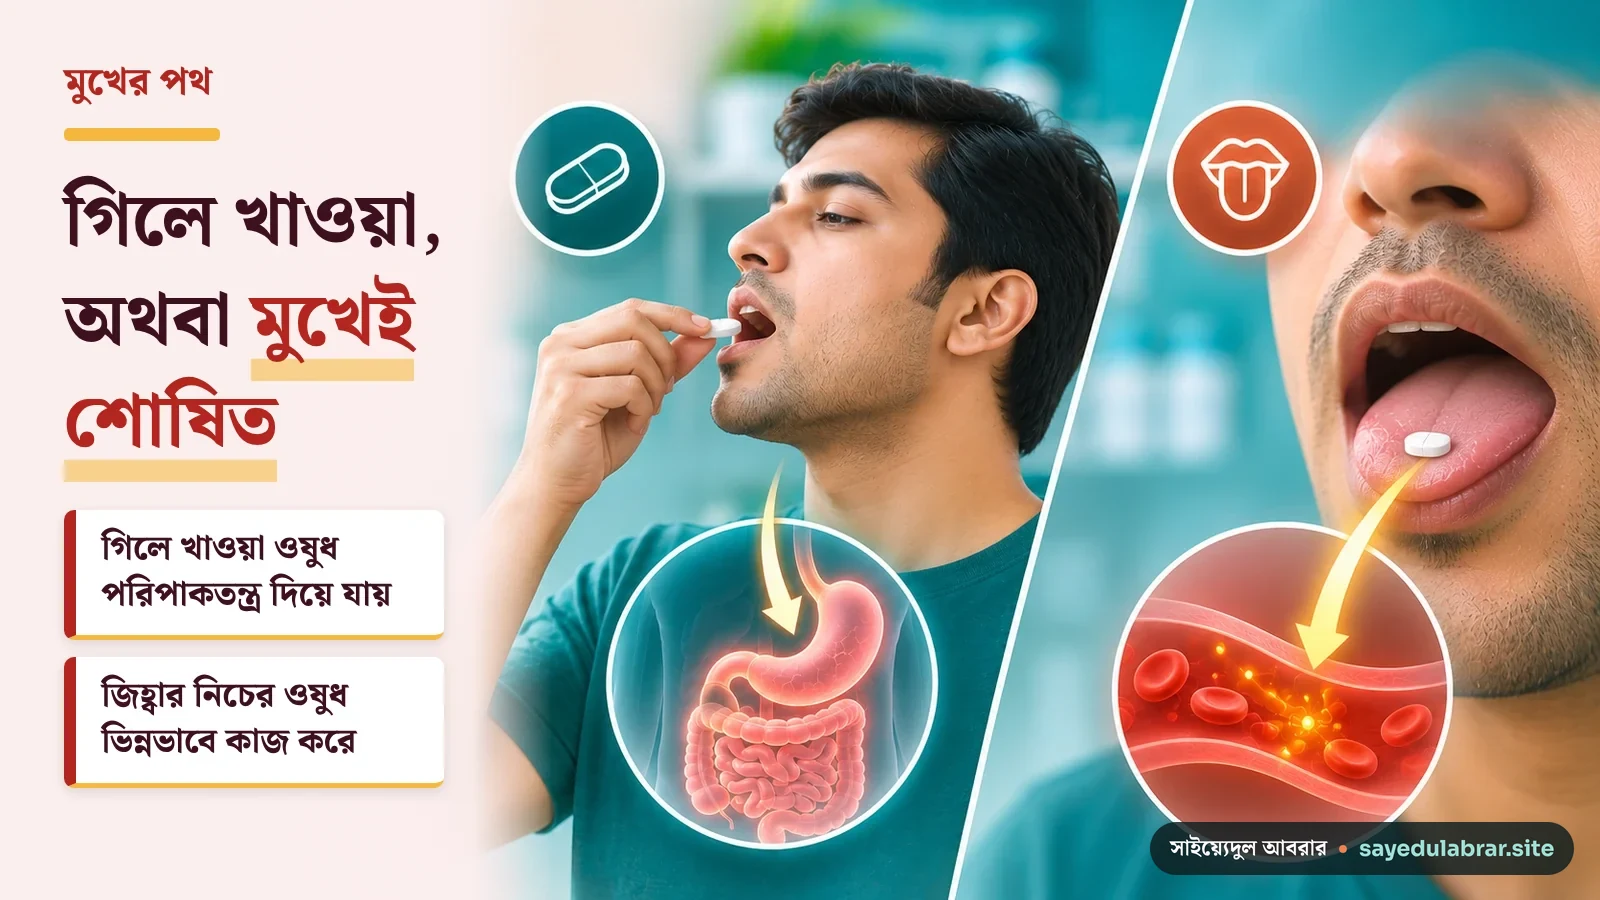 মুখের পথ
গিলে খাওয়া,
অথবা মুখেই
শোষিত
গিলে খাওয়া ওষুধ
পরিপাকতন্ত্র দিয়ে যায়
জিহ্বার নিচের ওষুধ
ভিন্নভাবে কাজ করে
সাইয়্যেদুল আবরার • sayedulabrar.site